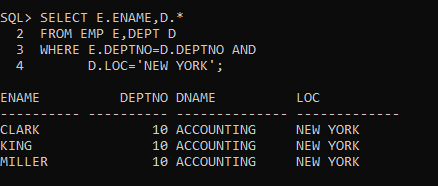 SQL> SELECT E.ENAME,D.*
  2  FROM EMP E,DEPT D
  3  WHERE E.DEPTNO=D.DEPTNO AND
  4        D.LOC='NEW YORK';

ENAME          DEPTNO DNAME          LOC
---------- ---------- -------------- -------------
CLARK              10 ACCOUNTING     NEW YORK
KING               10 ACCOUNTING     NEW YORK
MILLER             10 ACCOUNTING     NEW YORK